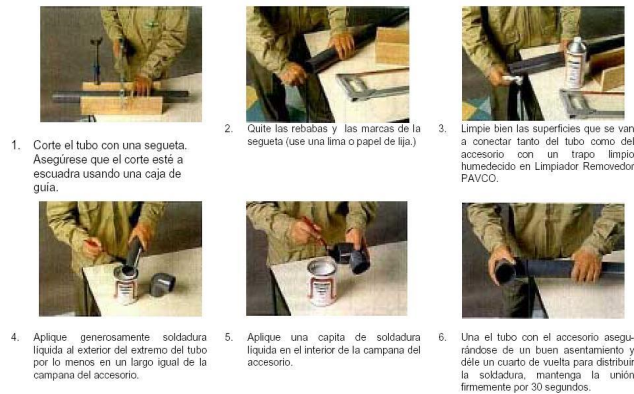 1. Corte el tubo con una segueta.
Asegúrese que el corte esté a
escuadra usando una caja de
guía.
2. Quite las rebabas y las marcas de la
segueta (use una lima o papel de lija.)
3. Limpie bien las superficies que se van
a conectar tanto del tubo como del
accesorio con un trapo limpio
humedecido en Limpiador Removedor
PAVCO.
4. Aplique generosamente soldadura
líquida al exterior del extremo del tubo
por lo menos en un largo igual de la
campana del accesorio.
5. Aplique una capita de soldadura
líquida en el interior de la campana del
accesorio.
6. Una el tubo con el accesorio asegu-
rándose de un buen asentamiento y
déle un cuarto de vuelta para distribuir
la soldadura, mantenga la unión
firmemente por 30 segundos.